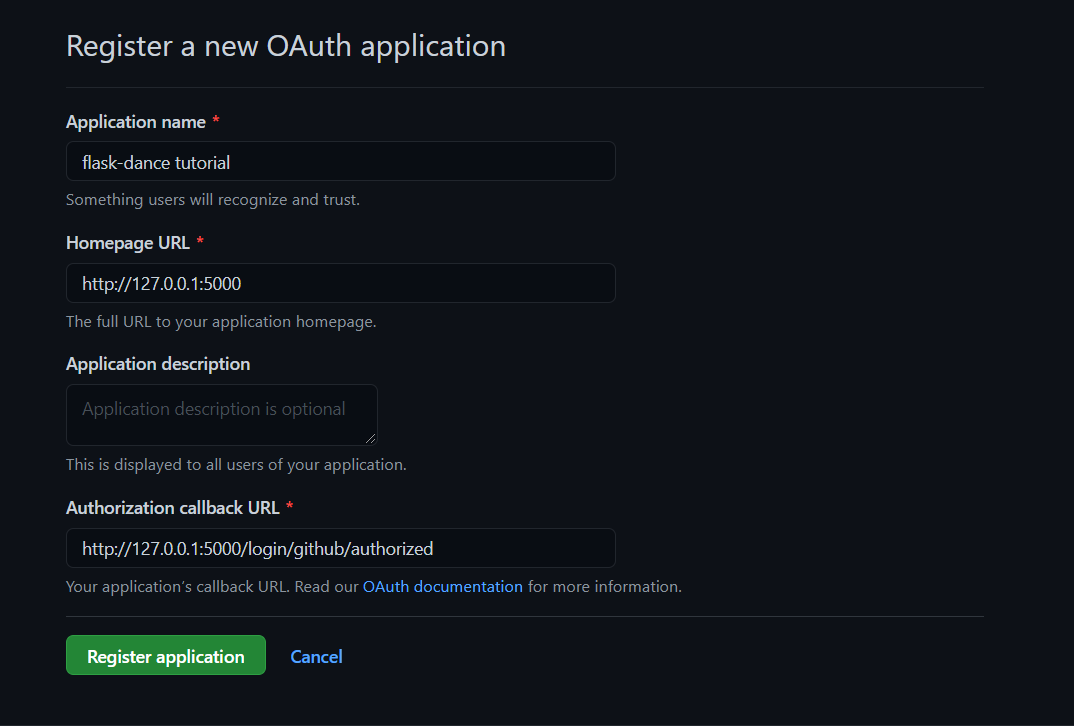 Register a new OAuth application
Application name *
flask-dance tutorial
Something users will recognize and trust.
Homepage URL *
http://127.0.0.1:5000
The full URL to your application homepage.
Application description
Application description is optional
This is displayed to all users of your application.
Authorization callback URL *
http://127.0.0.1:5000/login/github/authorized
Your application's callback URL. Read our OAuth documentation for more information.
Register application Cancel